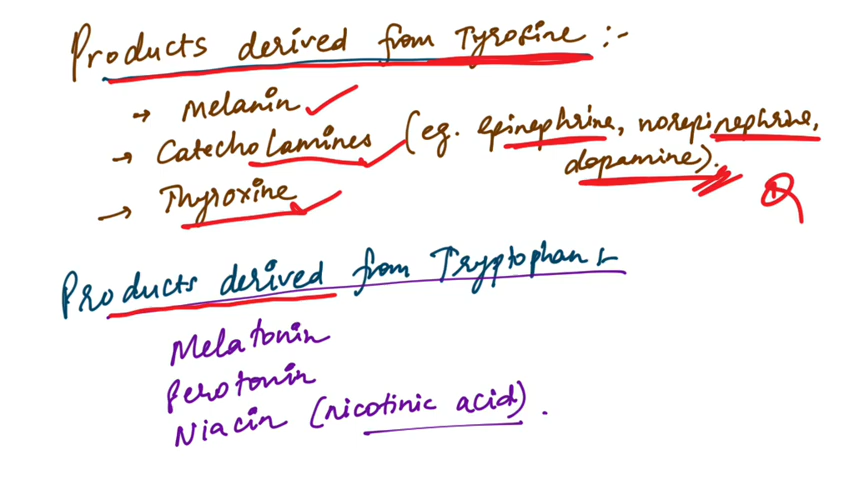 Products derived from Tyrosine :-
→ Melanin
→ Catecholamines (eg. epinephrine, norepinephrine,
dopamine).
→ Thyroxine
Products derived from Tryptophan :-
Melatonin
Serotonin
Niacin (nicotinic acid).